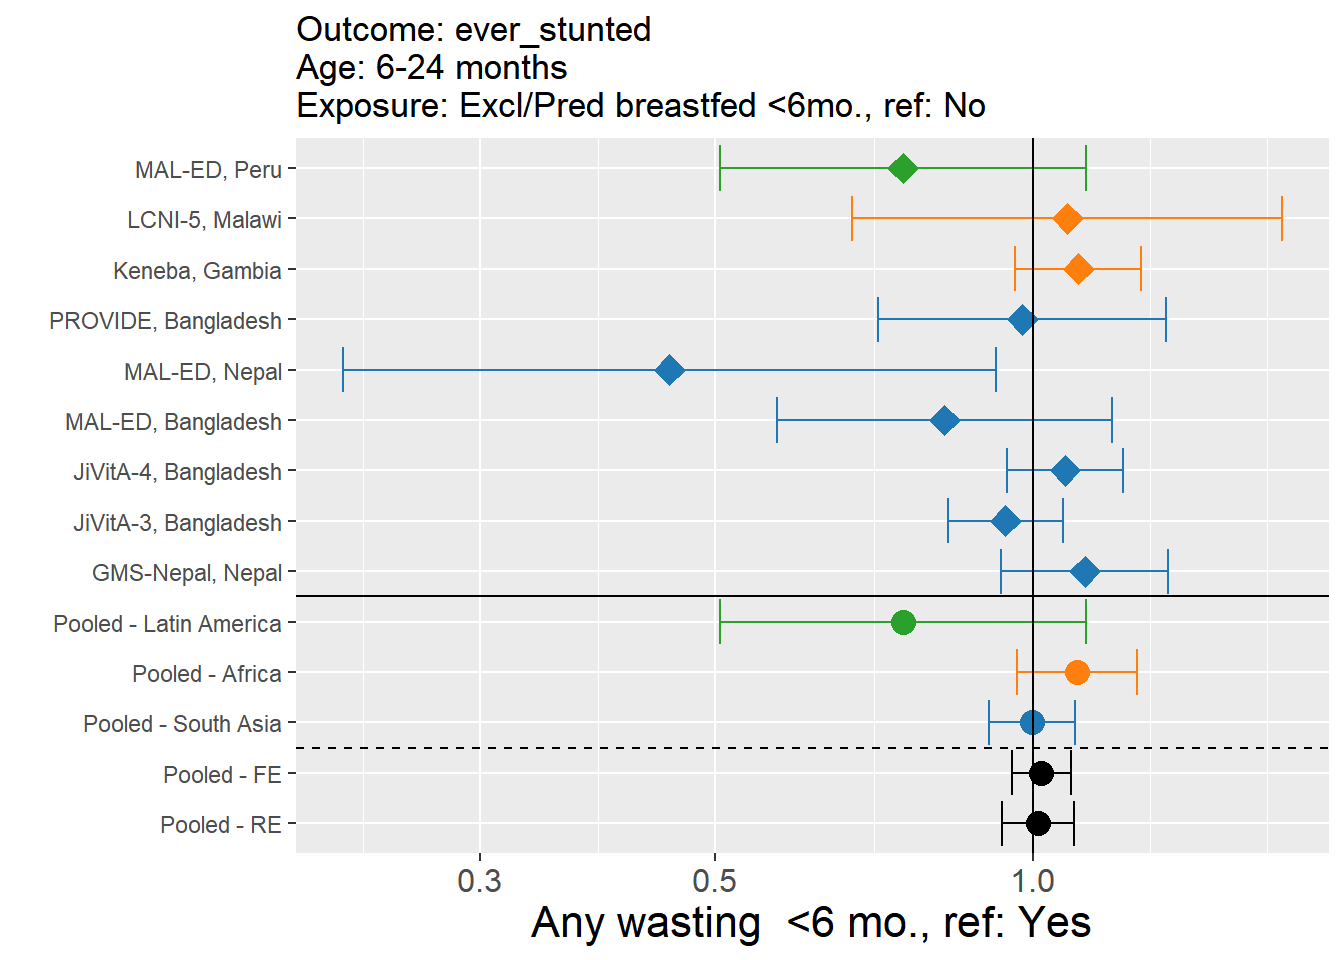 Outcome: ever_stunted
Age: 6-24 months
Exposure: Excl/Pred breastfed <6mo., ref: No
MAL-ED, Peru
LCNI-5, Malawi
Keneba, Gambia
PROVIDE, Bangladesh
MAL-ED, Nepal
MAL-ED, Bangladesh
JiVitA-4, Bangladesh
JiVitA-3, Bangladesh
GMS-Nepal, Nepal
Pooled - Latin America
Pooled - Africa
Pooled - South Asia
Pooled - FE
Pooled - RE
0.3 0.5 1.0
Any wasting  <6 mo., ref: Yes